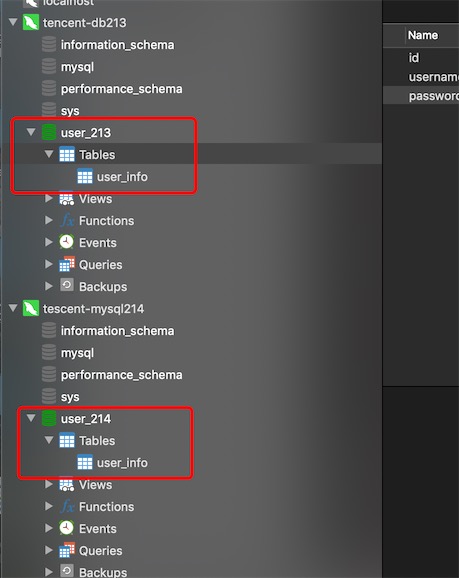 localhost
tencent-db213
information_schema
mysql
performance_schema
sys
user_213
Tables
user_info
Views
Functions
Events
Queries
Backups
tescent-mysql214
information_schema
mysql
performance_schema
sys
user_214
Tables
user_info
Views
Functions
Events
Queries
Backups
Name
id
usernam
password